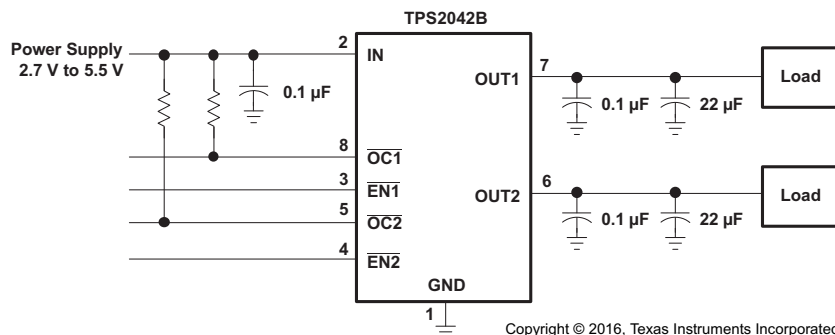 TPS2042B
Power Supply
2.7 V to 5.5 V
2
IN
0.1 µF
OUT1
7
0.1 µF
22 µF
Load
8
OC1
3
EN1
5
OC2
4
EN2
OUT2
6
0.1 µF
22 µF
Load
GND
1
Copyright © 2016, Texas Instruments Incorporated